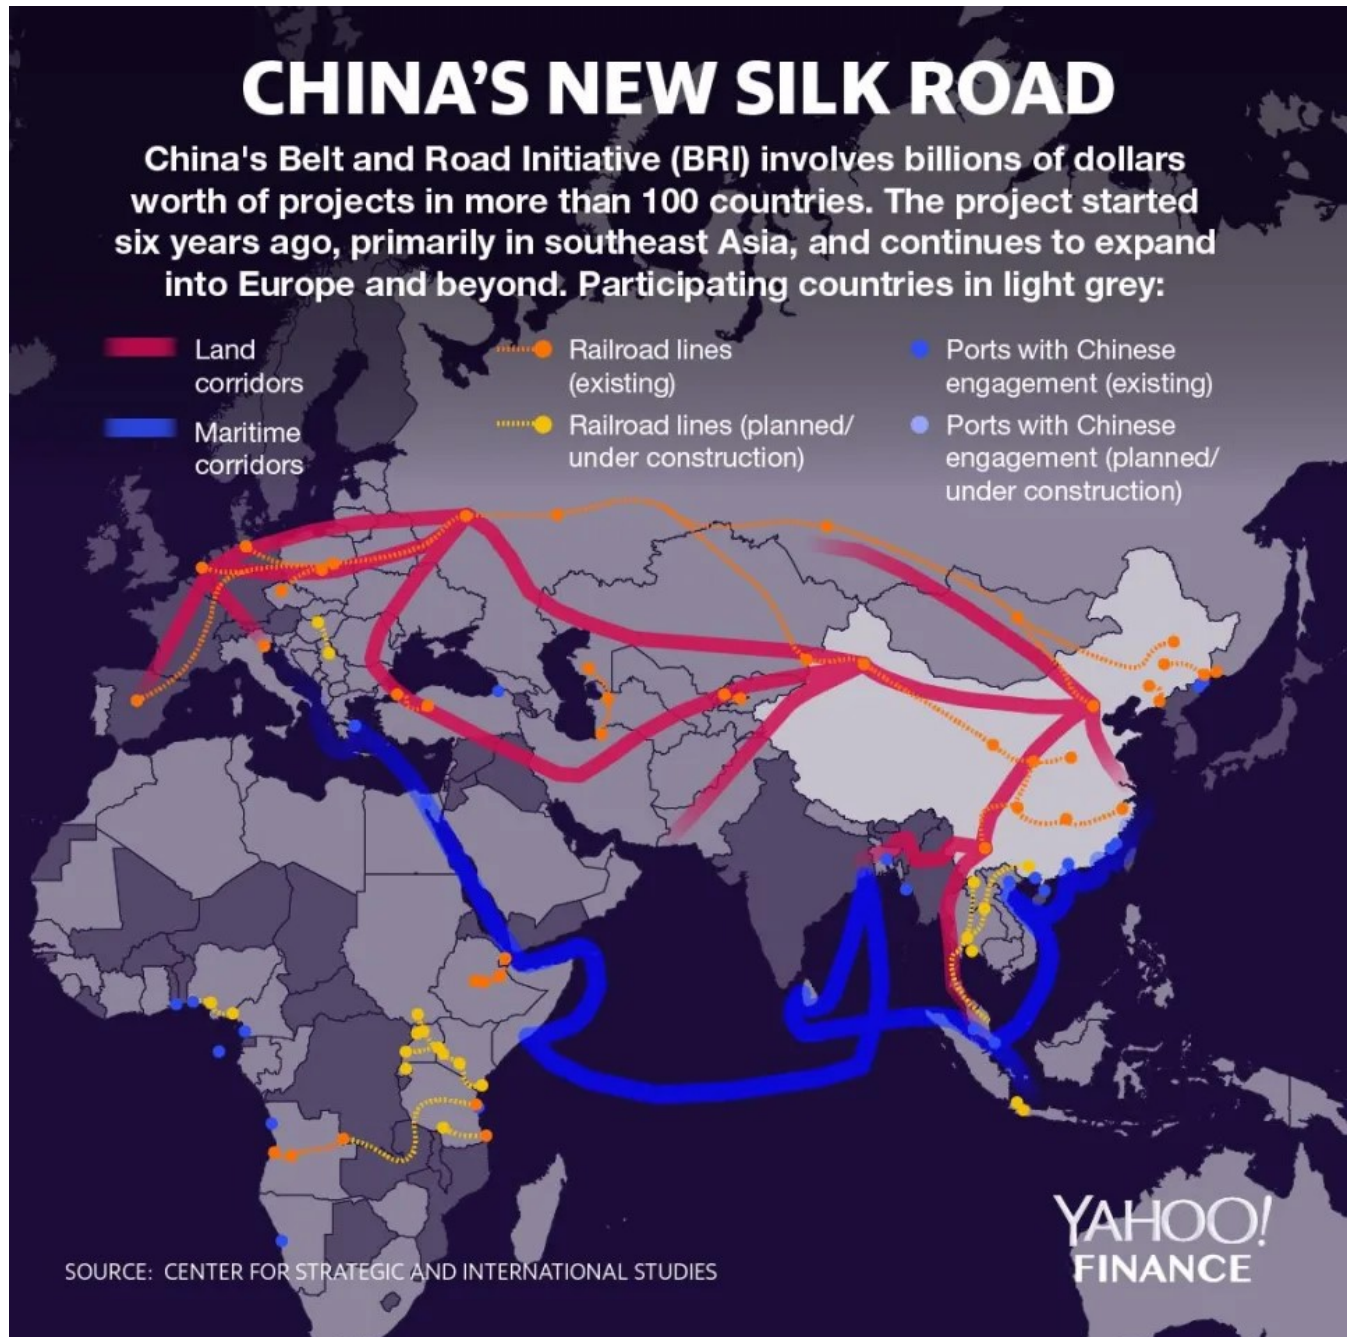 CHINA'S NEW SILK ROAD
China's Belt and Road Initiative (BRI) involves billions of dollars
worth of projects in more than 100 countries. The project started
six years ago, primarily in southeast Asia, and continues to expand
into Europe and beyond. Participating countries in light grey:
Land
corridors
Maritime
corridors
Railroad lines
(existing)
Railroad lines (planned/
under construction)
Ports with Chinese
engagement (existing)
Ports with Chinese
engagement (planned/
under construction)
YAHOO!
FINANCE
SOURCE: CENTER FOR STRATEGIC AND INTERNATIONAL STUDIES